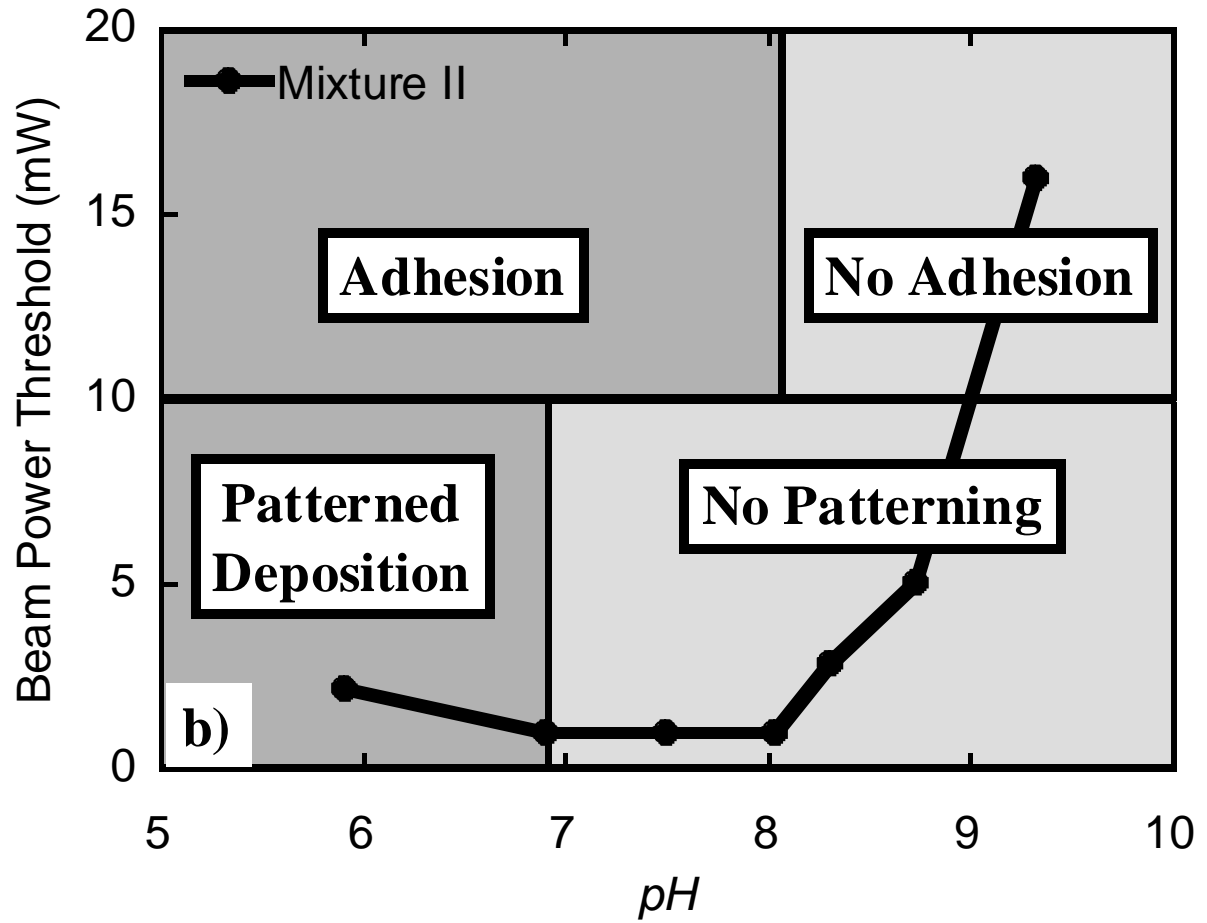 20
Mixture II
15
Adhesion
No Adhesion
10
Patterned
Deposition
No Patterning
5
b)
0
5 6 7 8 9 10
pH
Beam Power Threshold (mW)